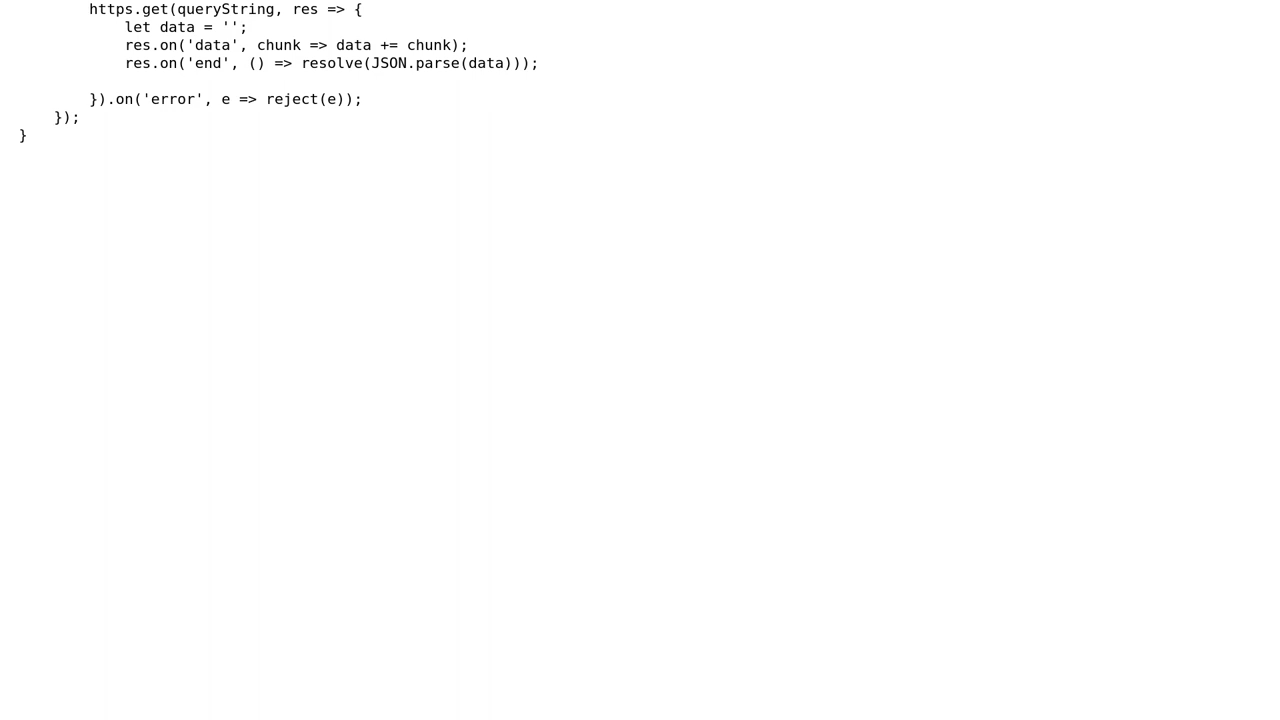 https.get(queryString, res => {
            let data = '';
            res.on('data', chunk => data += chunk);
            res.on('end', () => resolve(JSON.parse(data)));

        }).on('error', e => reject(e));
    });
}